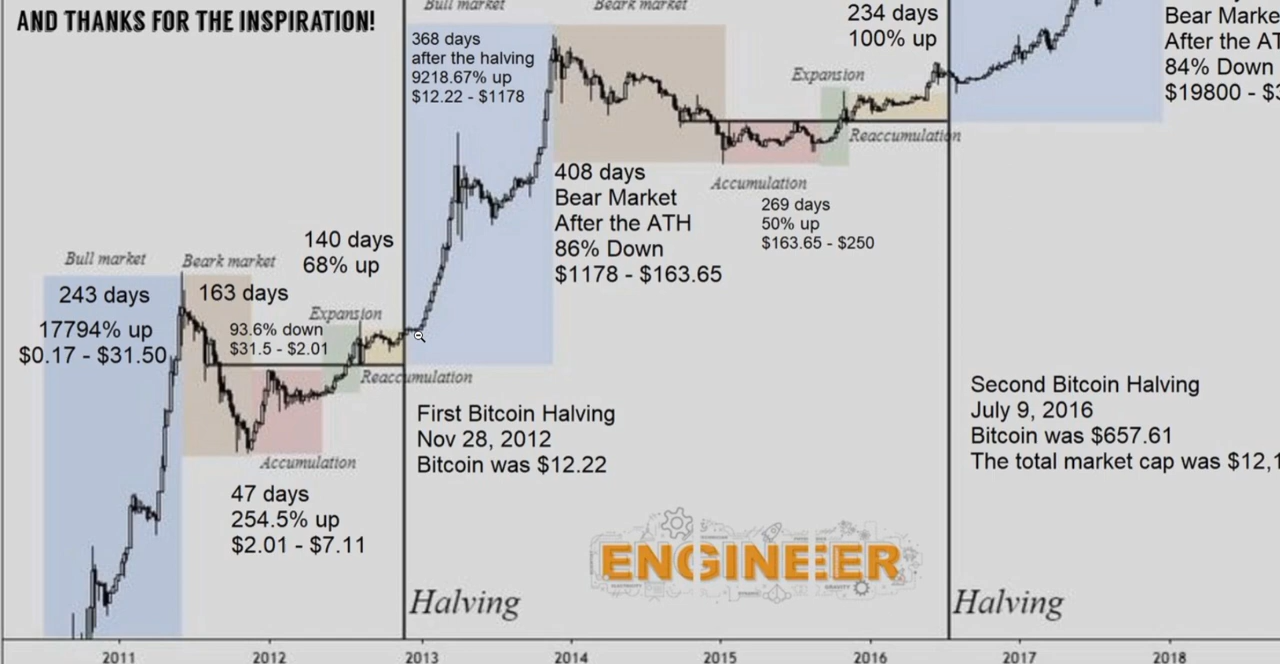 AND THANKS FOR THE INSPIRATION!
Bull market
Beark market
243 days
17794% up
$0.17 - $31.50
163 days
93.6% down
$31.5 - $2.01
140 days
68% up
Expansion
Reaccumulation
Accumulation
47 days
254.5% up
$2.01 - $7.11
Bull market
368 days
after the halving
9218.67% up
$12.22 - $1178
Beark market
408 days
Bear Market
After the ATH
86% Down
$1178 - $163.65
234 days
100% up
Expansion
Reaccumulation
Accumulation
269 days
50% up
$163.65 - $250
Bear Marke
After the AT
84% Down
$19800 - $3
First Bitcoin Halving
Nov 28, 2012
Bitcoin was $12.22
Second Bitcoin Halving
July 9, 2016
Bitcoin was $657.61
The total market cap was $12,1
ENGINEEER
Halving
Halving
2011 2012 2013 2014 2015 2016 2017 2018